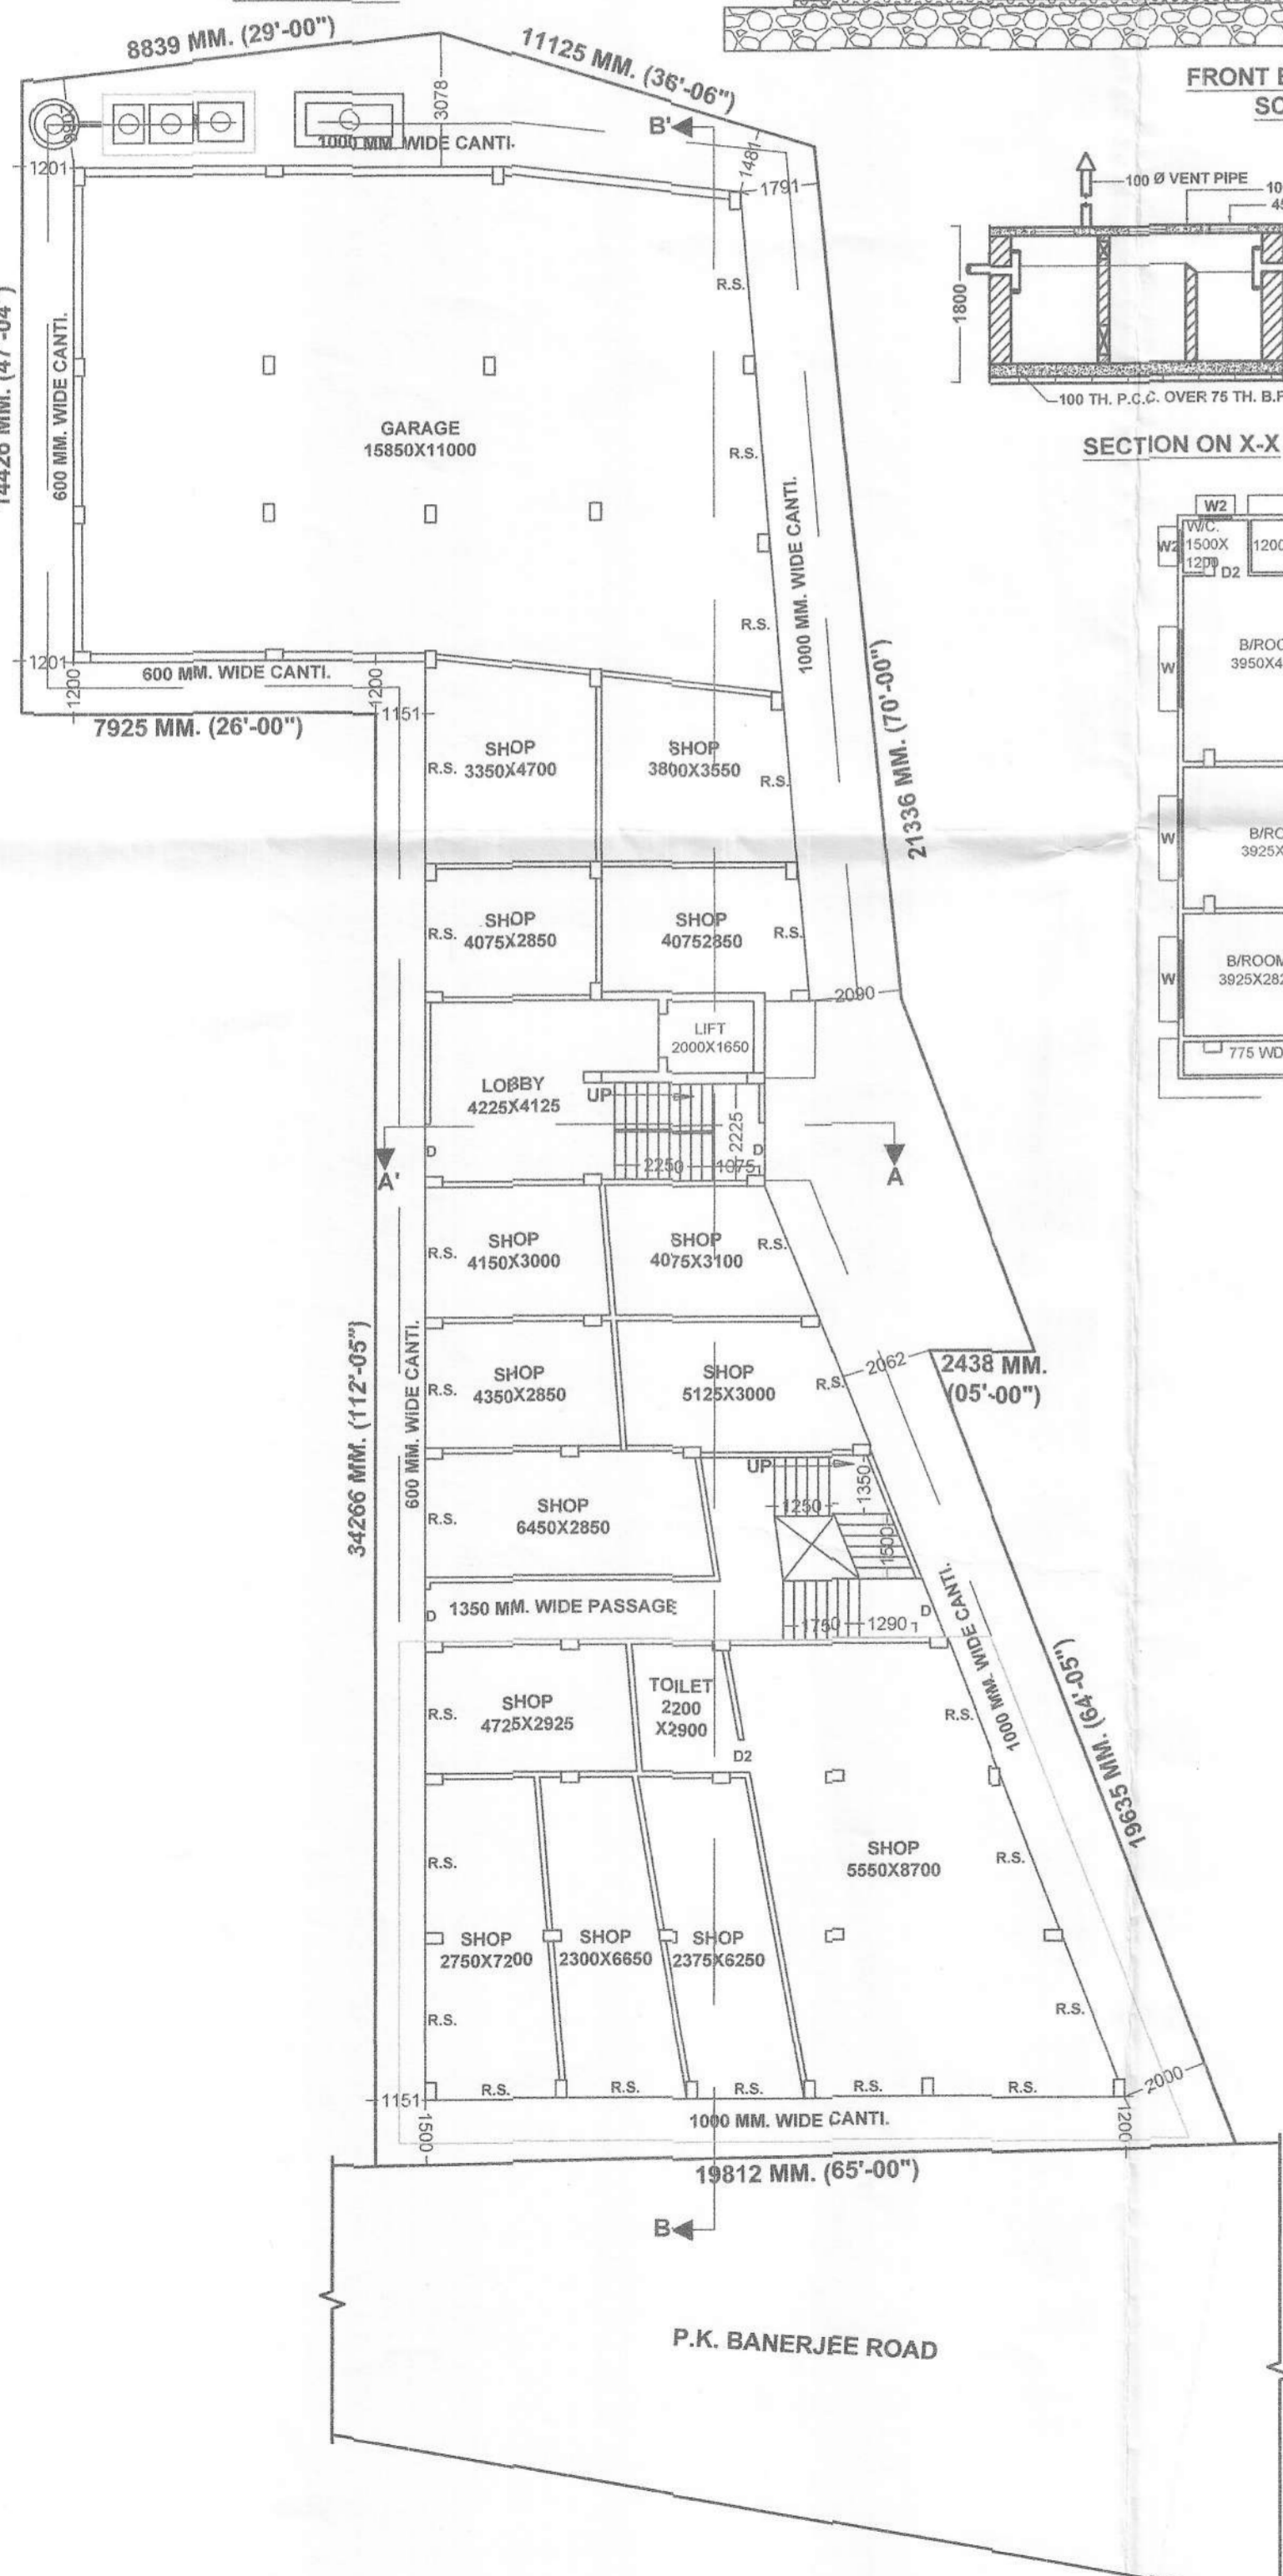 8839 MM. (29'-00")
11125 MM. (36'-06")
3078
1000 MM. WIDE CANTI.
B'
1481
1791
1201
14426 MM. (47'-04")
600 MM. WIDE CANTI.
R.S.
GARAGE
15850X11000
R.S.
1000 MM. WIDE CANTI.
R.S.
1201
600 MM. WIDE CANTI.
1200
1200
1151
7925 MM. (26'-00")
21336 MM. (70'-00")
SHOP
3350X4700
R.S.
SHOP
3800X3550
R.S.
SHOP
4075X2850
R.S.
SHOP
40752850
R.S.
2090
LIFT
2000X1650
LOBBY
4225X4125
UP
2225
2250
1075
D
D
A'
A
SHOP
4150X3000
R.S.
SHOP
4075X3100
R.S.
34266 MM. (112'-05")
600 MM. WIDE CANTI.
SHOP
4350X2850
R.S.
SHOP
5125X3000
R.S.
2062
2438 MM.
(05'-00")
SHOP
6450X2850
R.S.
UP
1250
1350
1500
1750
1290
D
D
1350 MM. WIDE PASSAGE
1000 MM. WIDE CANTI.
19635 MM. (64'-05")
SHOP
4725X2925
R.S.
TOILET
2200
X2900
D2
R.S.
SHOP
5550X8700
R.S.
R.S.
SHOP
2750X7200
SHOP
2300X6650
SHOP
2375X6250
R.S.
R.S.
R.S.
R.S.
R.S.
R.S.
R.S.
1151
1500
1000 MM. WIDE CANTI.
1200
2000
19812 MM. (65'-00")
B
P.K. BANERJEE ROAD
FRONT
100 Ø VENT PIPE
1800
100 TH. P.C.C. OVER 75 TH. B.F
SECTION ON X-X
W2
W2
W/C.
1500X
1200
D2
1200
W
B/ROO
3950X4
W
B/RO
3925X
W
B/ROOM
3925X282
775 WD